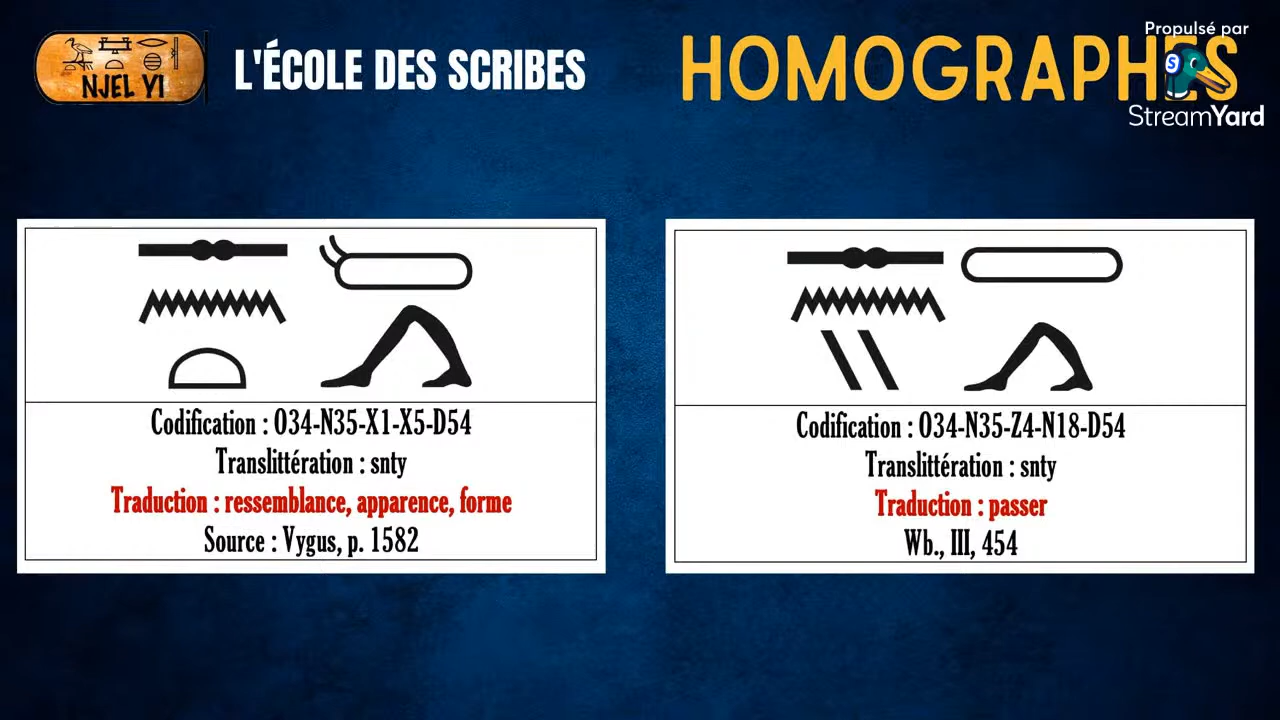 NJEL YI
L'ÉCOLE DES SCRIBES
HOMOGRAPHES
Propulsé par
StreamYard
Codification : O34-N35-X1-X5-D54
Translittération : snty
Traduction : ressemblance, apparence, forme
Source : Vygus, p. 1582
Codification : O34-N35-Z4-N18-D54
Translittération : snty
Traduction : passer
Wb., III, 454